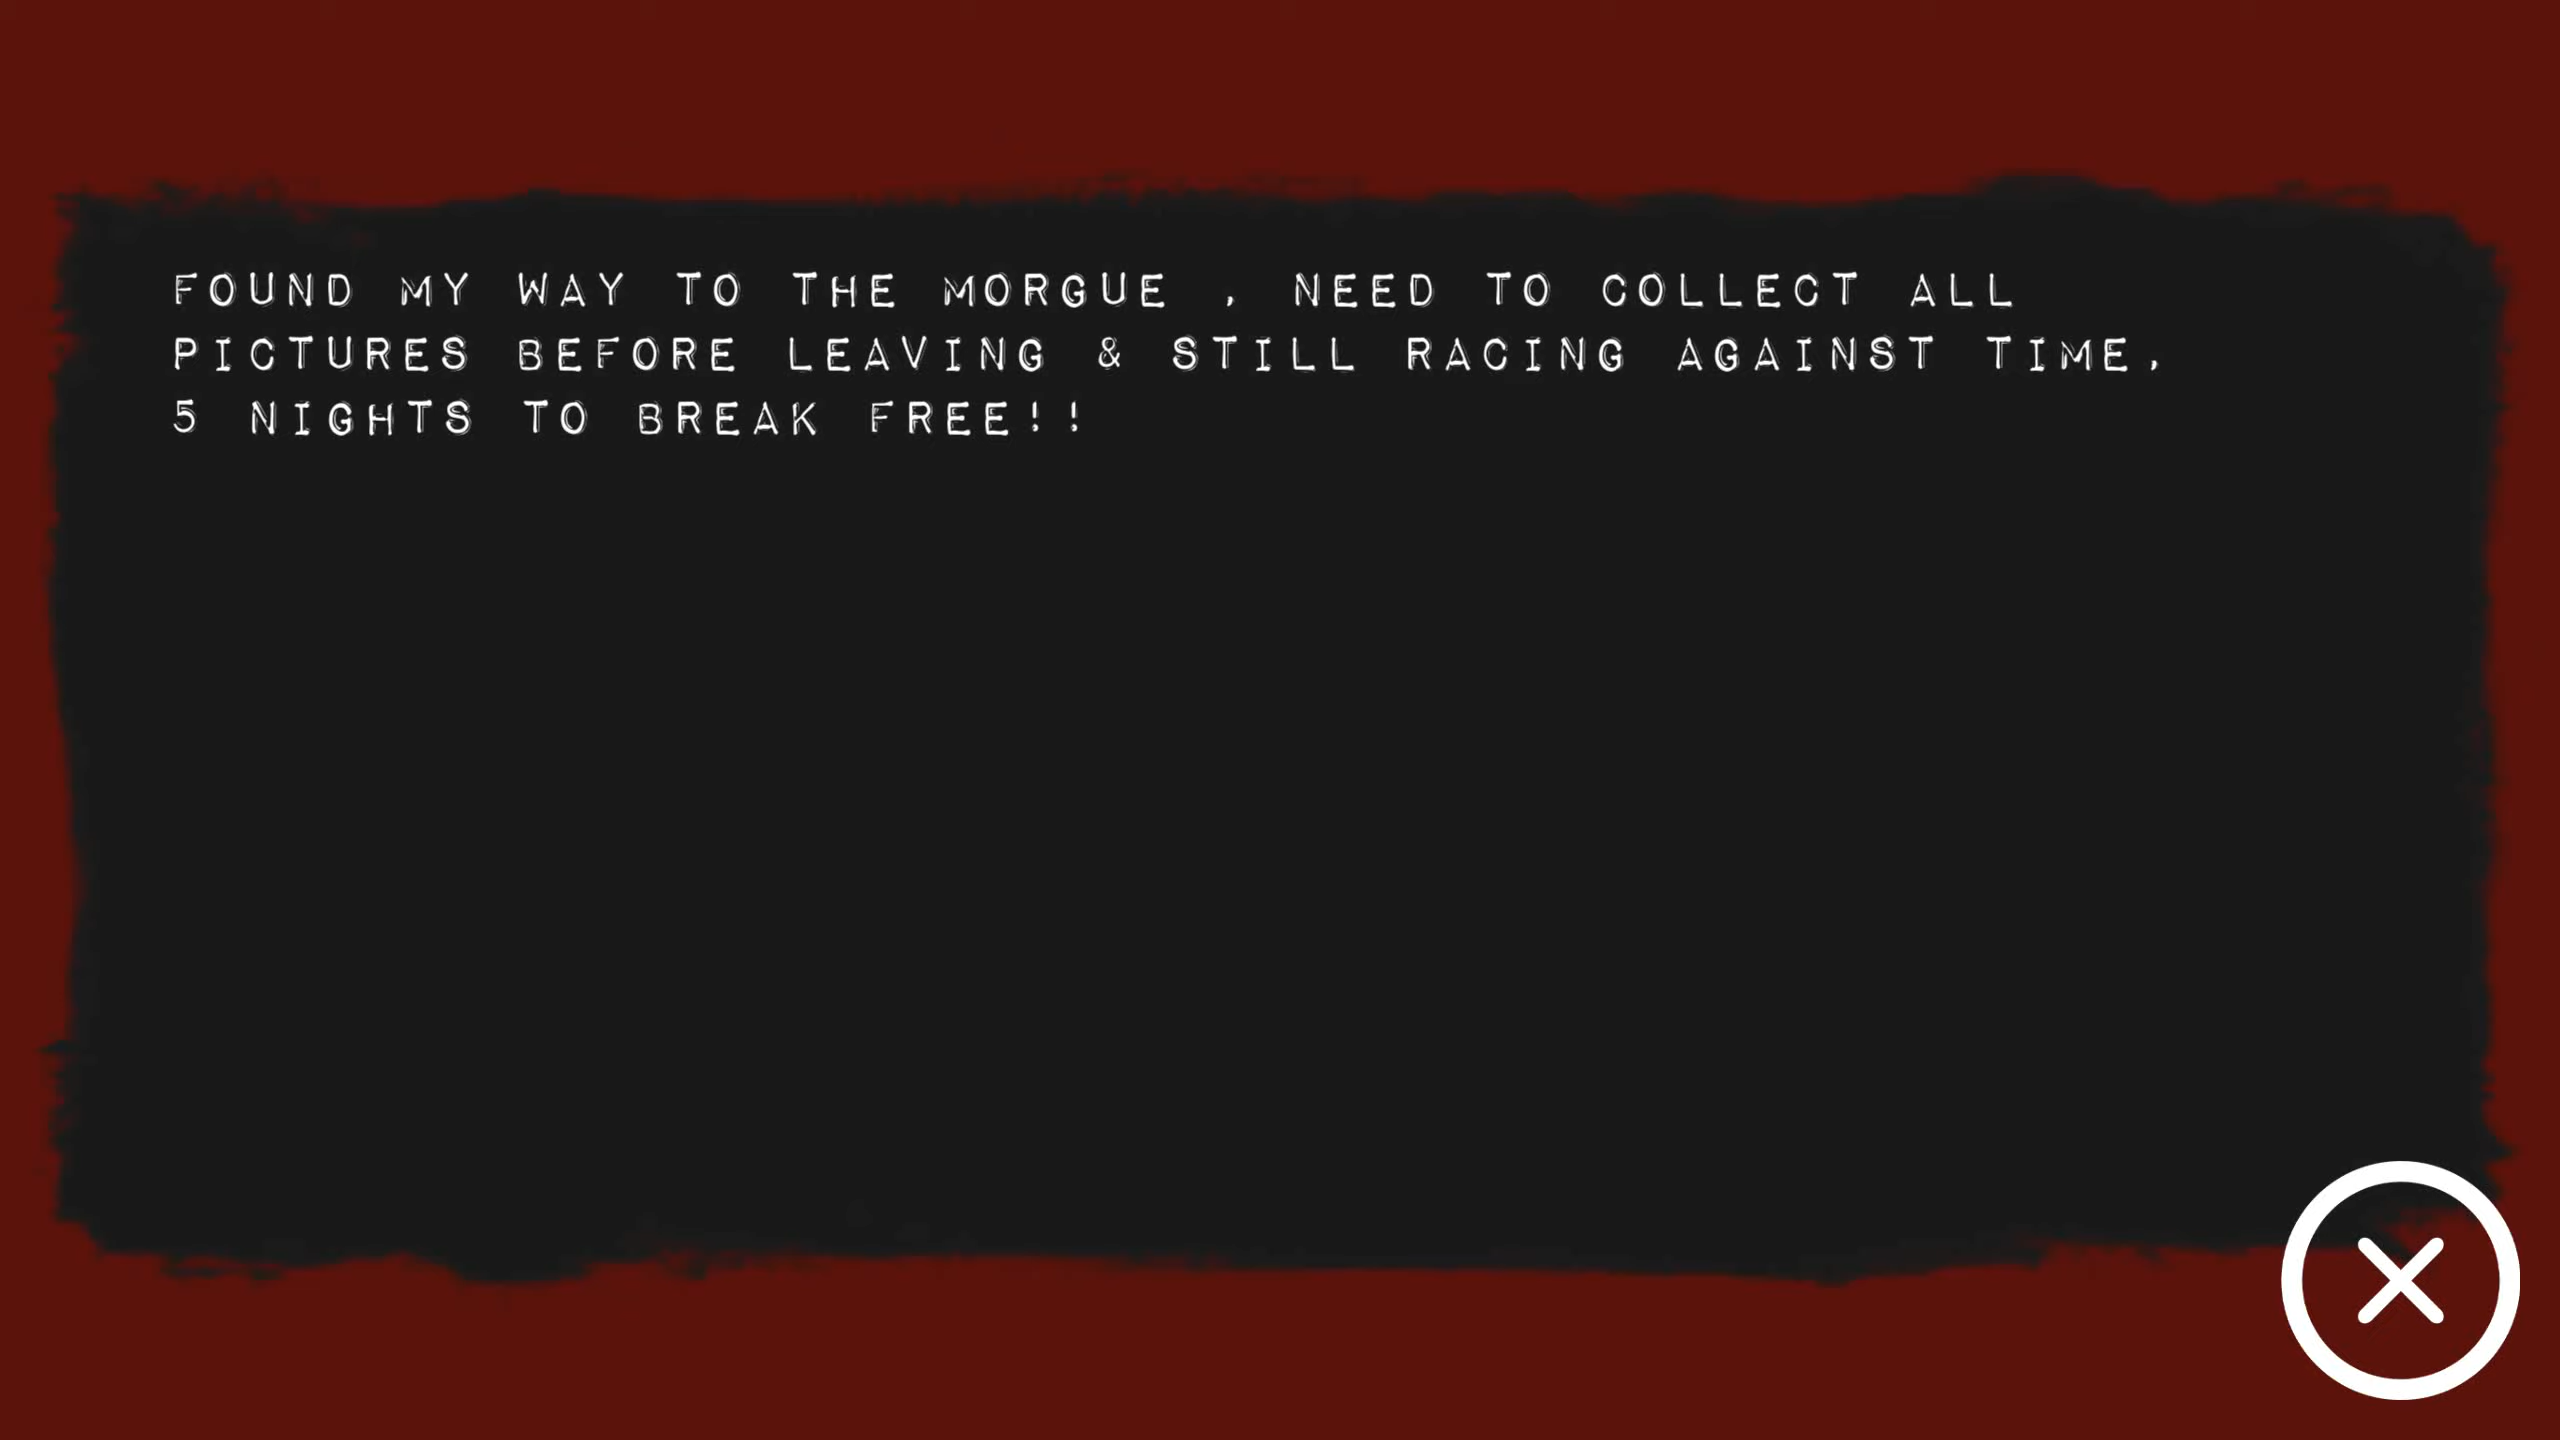 FOUND MY WAY TO THE MORGUE , NEED TO COLLECT ALL
PICTURES BEFORE LEAVING & STILL RACING AGAINST TIME,
5 NIGHTS TO BREAK FREE!!